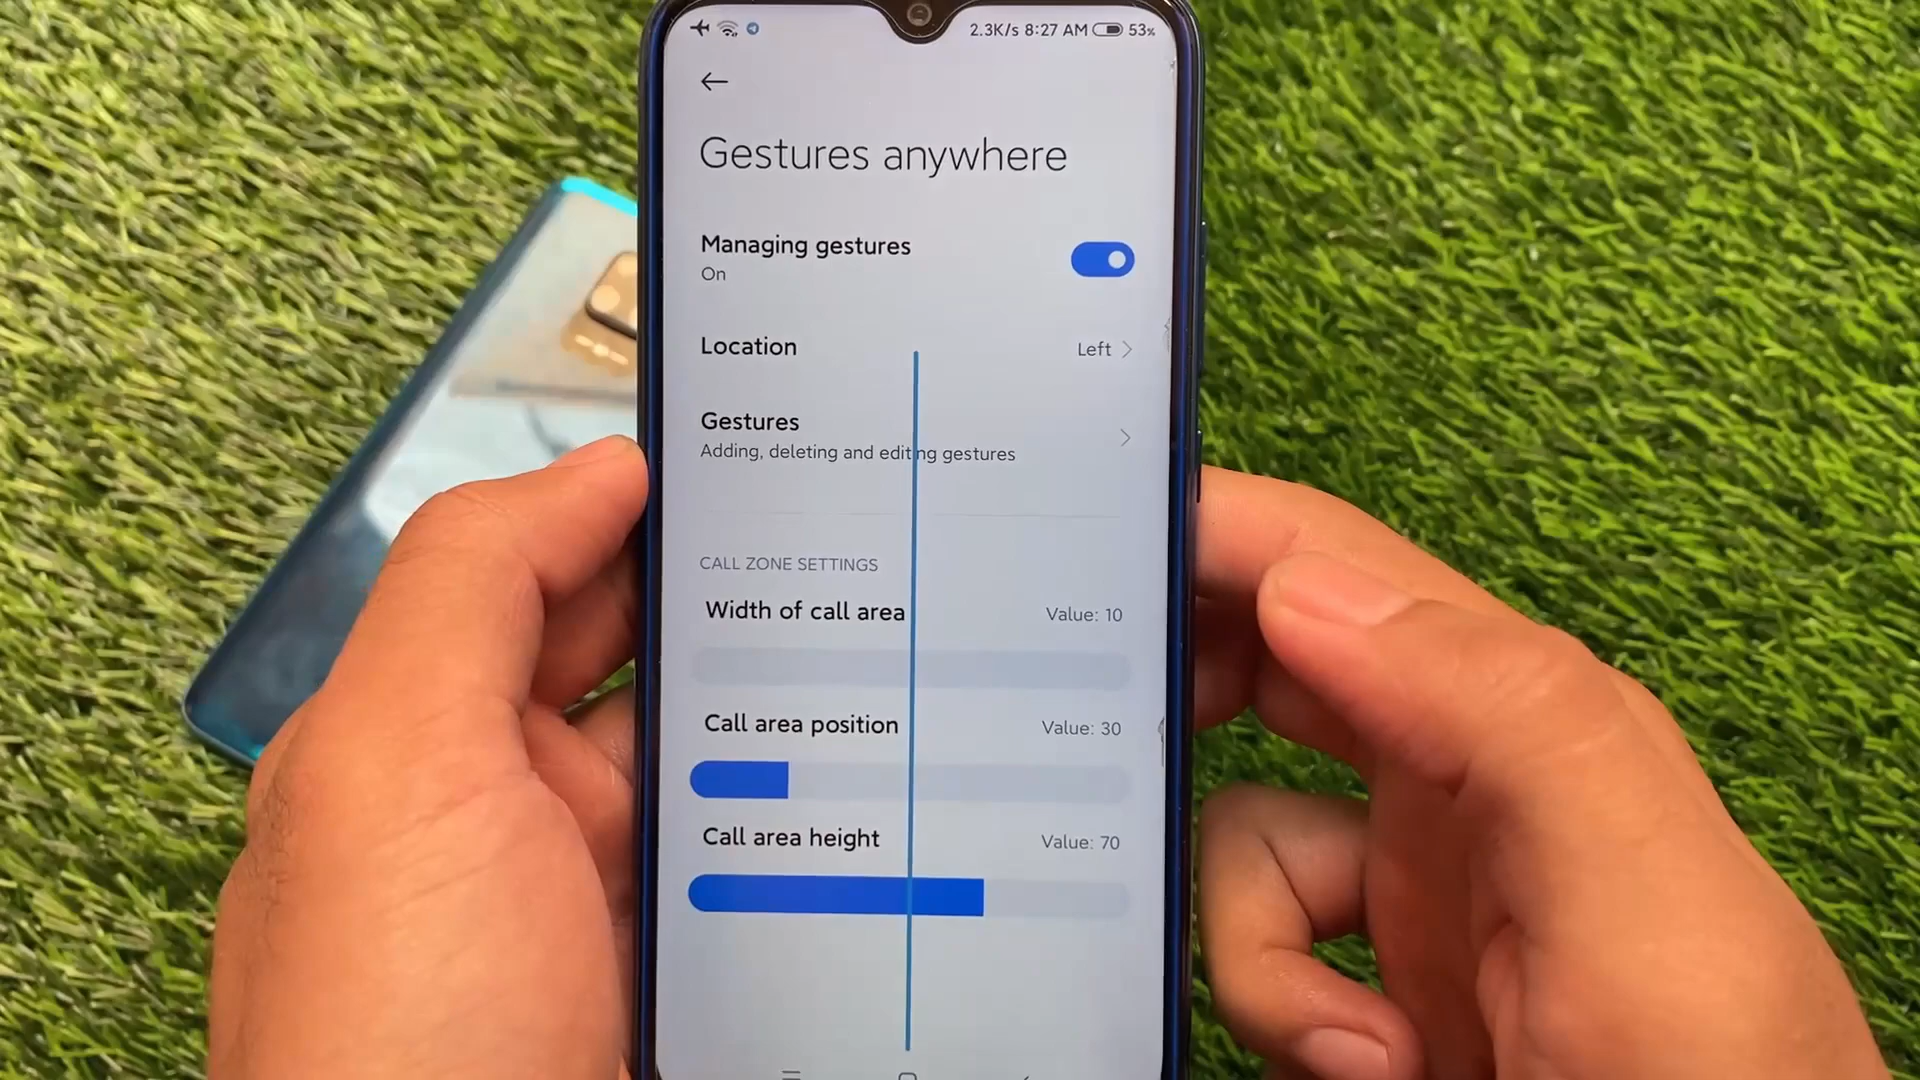 2.3K/s 8:27 AM 53%
Gestures anywhere
Managing gestures
On
Location
Left
Gestures
Adding, deleting and editing gestures
CALL ZONE SETTINGS
Width of call area
Value: 10
Call area position
Value: 30
Call area height
Value: 70